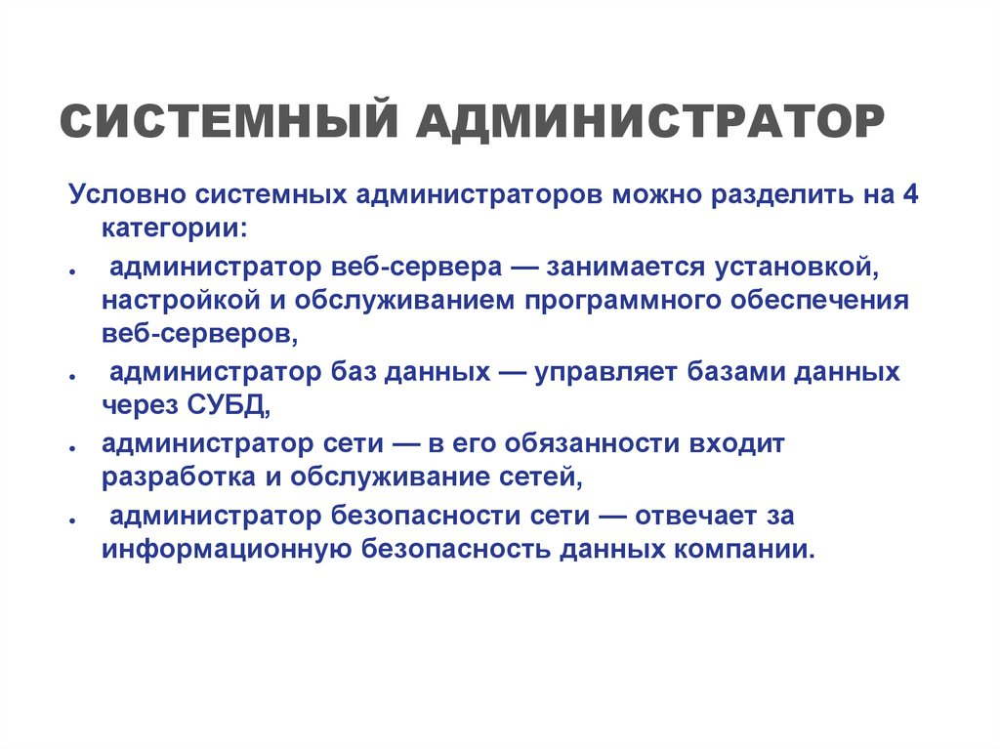 СИСТЕМНЫЙ АДМИНИСТРАТОР
Условно системных администраторов можно разделить на 4
категории:
● администратор веб-сервера — занимается установкой,
настройкой и обслуживанием программного обеспечения
веб-серверов,
● администратор баз данных — управляет базами данных
через СУБД,
● администратор сети — в его обязанности входит
разработка и обслуживание сетей,
● администратор безопасности сети — отвечает за
информационную безопасность данных компании.